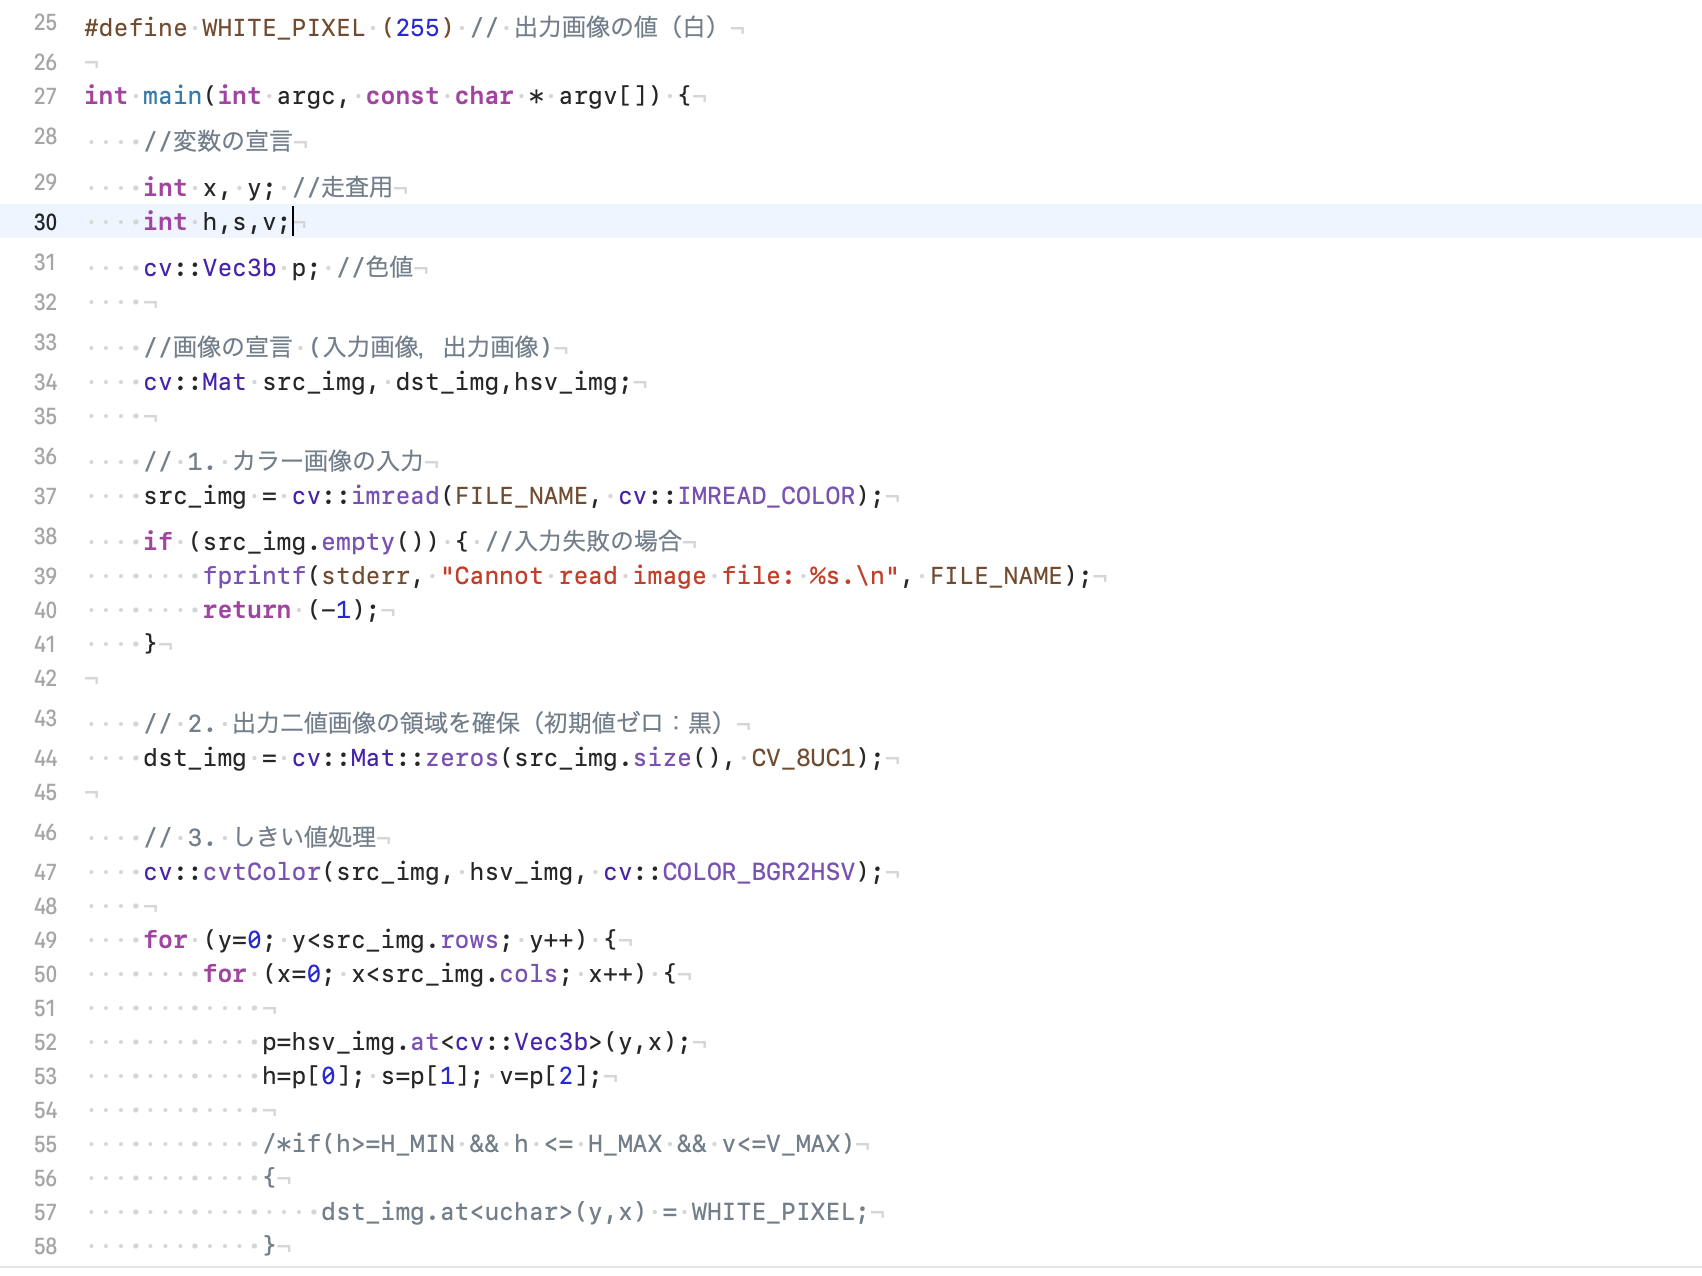 25 #define WHITE_PIXEL (255) // 出力画像の値（白）
26
27 int main(int argc, const char * argv[]) {
28     //変数の宣言
29     int x, y; //走査用
30     int h,s,v;
31     cv::Vec3b p; //色値
32
33     //画像の宣言 (入力画像，出力画像)
34     cv::Mat src_img, dst_img,hsv_img;
35
36     // 1. カラー画像の入力
37     src_img = cv::imread(FILE_NAME, cv::IMREAD_COLOR);
38     if (src_img.empty()) { //入力失敗の場合
39         fprintf(stderr, "Cannot read image file: %s.\n", FILE_NAME);
40         return (-1);
41     }
42
43     // 2. 出力二値画像の領域を確保（初期値ゼロ：黒）
44     dst_img = cv::Mat::zeros(src_img.size(), CV_8UC1);
45
46     // 3. しきい値処理
47     cv::cvtColor(src_img, hsv_img, cv::COLOR_BGR2HSV);
48
49     for (y=0; y<src_img.rows; y++) {
50         for (x=0; x<src_img.cols; x++) {
51
52             p=hsv_img.at<cv::Vec3b>(y,x);
53             h=p[0]; s=p[1]; v=p[2];
54
55             /*if(h>=H_MIN && h <= H_MAX && v<=V_MAX)
56             {
57                 dst_img.at<uchar>(y,x) = WHITE_PIXEL;
58             }